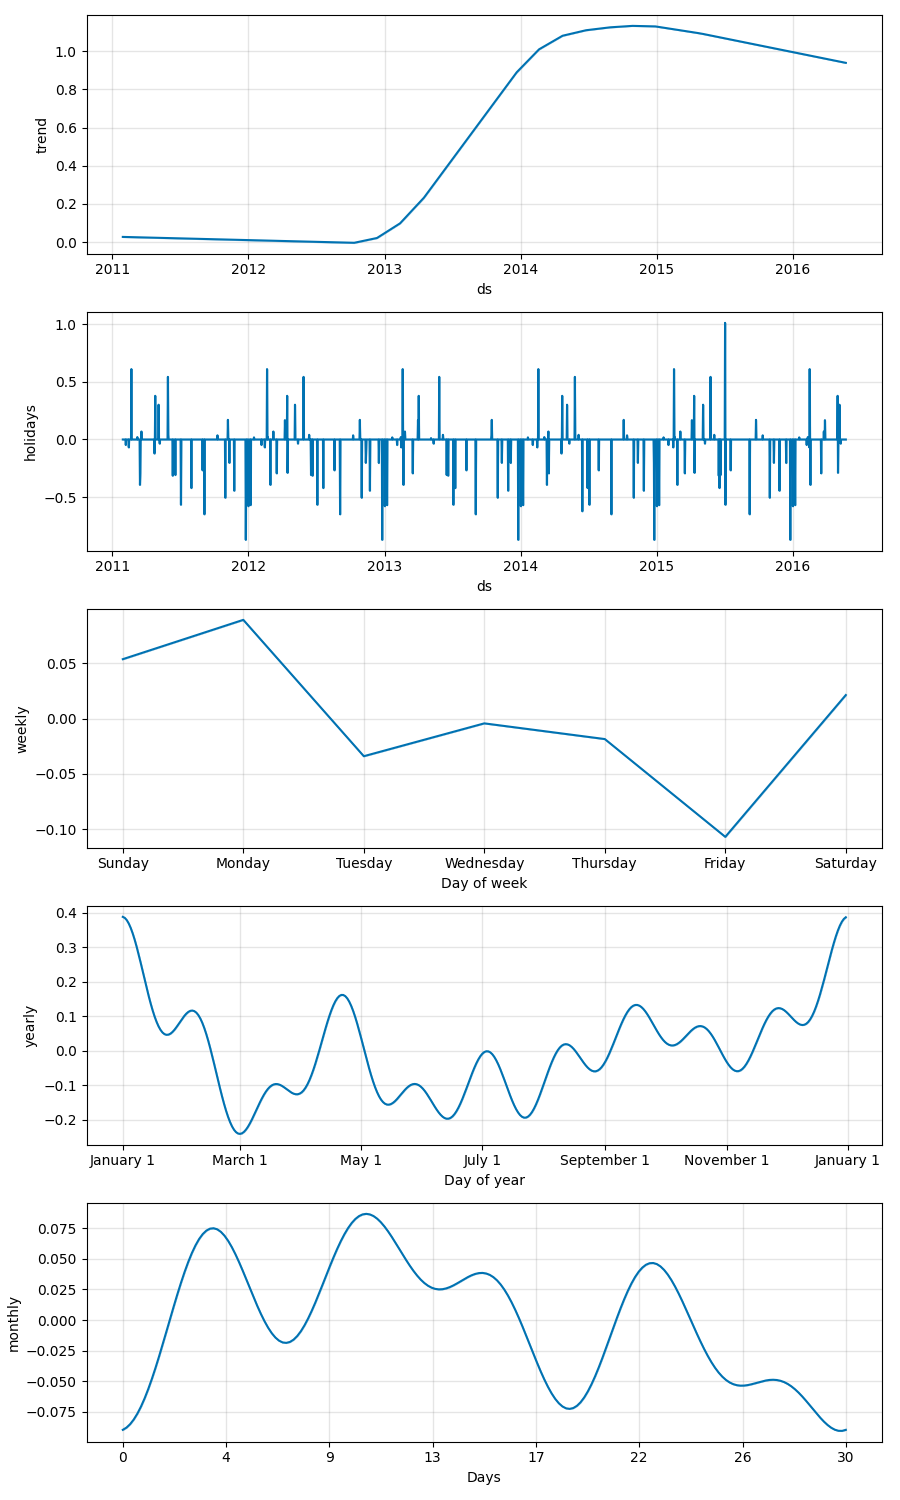 1.0
0.8
0.6
0.4
0.2
0.0
trend
2011 2012 2013 2014 2015 2016
ds
1.0
0.5
0.0
−0.5
holidays
2011 2012 2013 2014 2015 2016
ds
0.05
0.00
−0.05
−0.10
weekly
Sunday Monday Tuesday Wednesday Thursday Friday Saturday
Day of week
0.4
0.3
0.2
0.1
0.0
−0.1
−0.2
yearly
January 1 March 1 May 1 July 1 September 1 November 1 January 1
Day of year
0.075
0.050
0.025
0.000
−0.025
−0.050
−0.075
monthly
0 4 9 13 17 22 26 30
Days